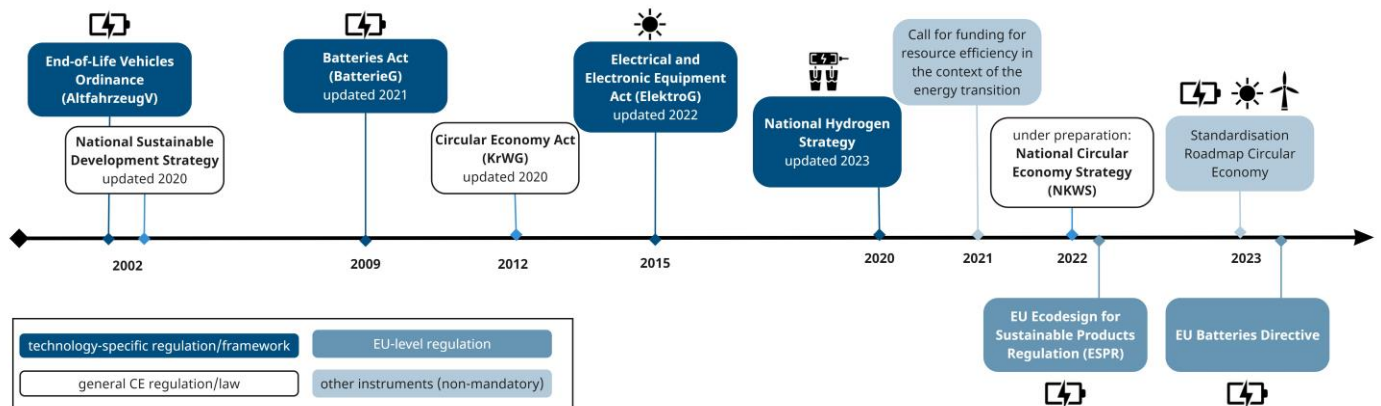 End-of-Life Vehicles
Ordinance
(AltfahrzeugV)
National Sustainable
Development Strategy
updated 2020
Batteries Act
(BatterieG)
updated 2021
Circular Economy Act
(KrWG)
updated 2020
Electrical and
Electronic Equipment
Act (ElektroG)
updated 2022
National Hydrogen
Strategy
updated 2023
Call for funding for
resource efficiency in
the context of the
energy transition
under preparation:
National Circular
Economy Strategy
(NKWS)
Standardisation
Roadmap Circular
Economy
2002
2009
2012
2015
2020
2021
2022
2023
EU Ecodesign for
Sustainable Products
Regulation (ESPR)
EU Batteries Directive
technology-specific regulation/framework
EU-level regulation
general CE regulation/law
other instruments (non-mandatory)